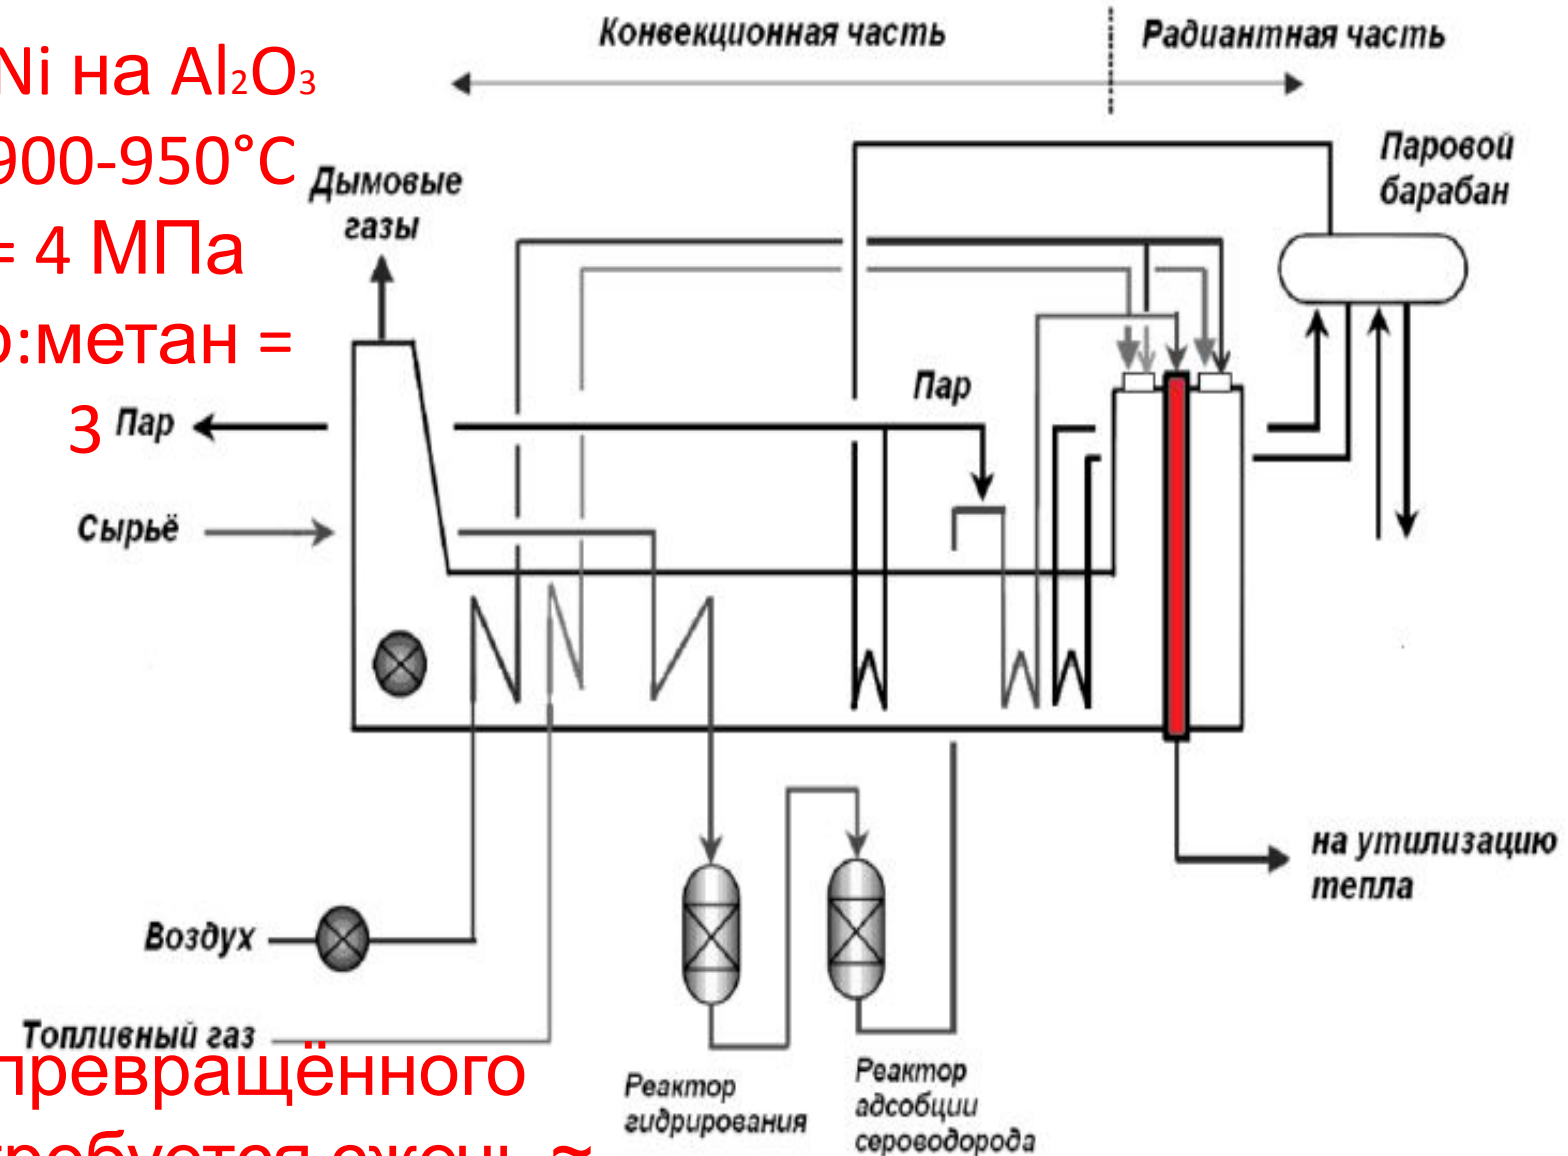 Конвекционная часть
Радиантная часть
Ni на Al₂O₃
900-950°C
= 4 МПа
:метан =
3
Дымовые
газы
Паровой
барабан
Пар
Пар
Сырьё
на утилизацию
тепла
Воздух
Топливный газ
превращённого
Реактор
гидрирования
Реактор
адсобции
сероводорода